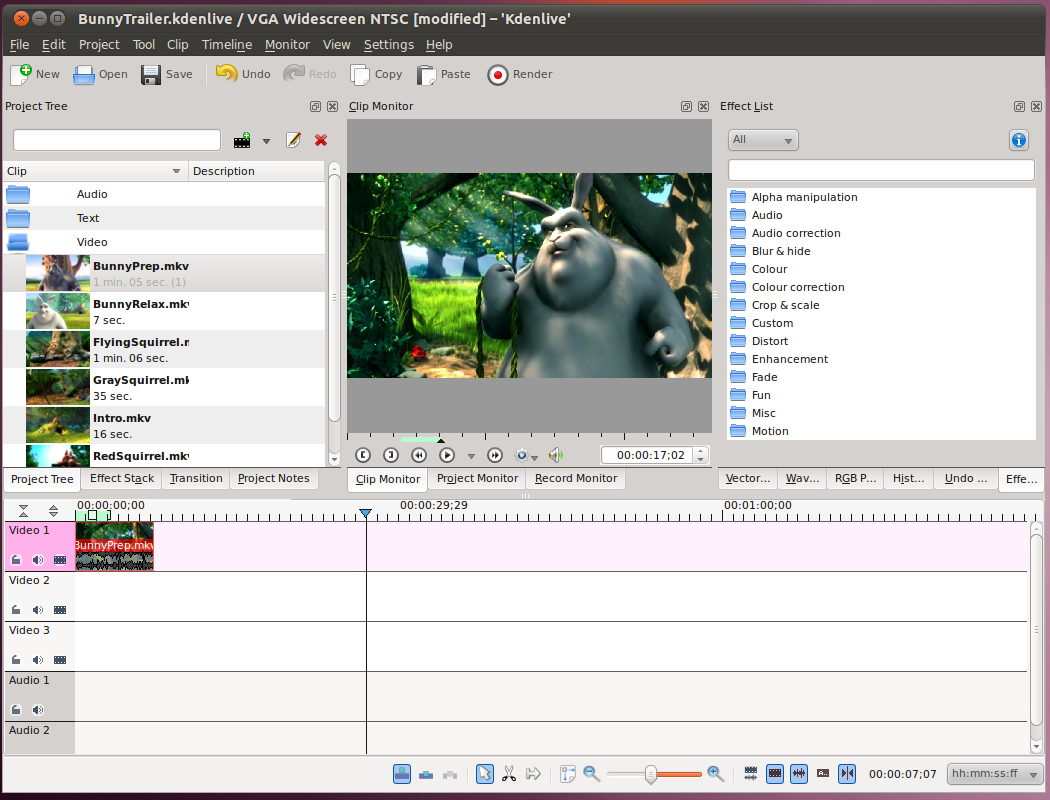 BunnyTrailer.kdenlive / VGA Widescreen NTSC [modified] – 'Kdenlive'
File Edit Project Tool Clip Timeline Monitor View Settings Help
New Open Save Undo Redo Copy Paste Render
Project Tree
Clip Description
Audio
Text
Video
BunnyPrep.mkv
1 min. 05 sec. (1)
BunnyRelax.mkv
7 sec.
FlyingSquirrel.m
1 min. 06 sec.
GraySquirrel.mk
35 sec.
Intro.mkv
16 sec.
RedSquirrel.mkv
Project Tree Effect Stack Transition Project Notes
Clip Monitor
00:00:17;02
Clip Monitor Project Monitor Record Monitor
Effect List
All
Alpha manipulation
Audio
Audio correction
Blur & hide
Colour
Colour correction
Crop & scale
Custom
Distort
Enhancement
Fade
Fun
Misc
Motion
Vector... Wav... RGB P... Hist... Undo ... Effe...
00:00:00;00 00:00:29;29 00:01:00;00
Video 1
BunnyPrep.mkv
Video 2
Video 3
Audio 1
Audio 2
00:00:07;07 hh:mm:ss:ff